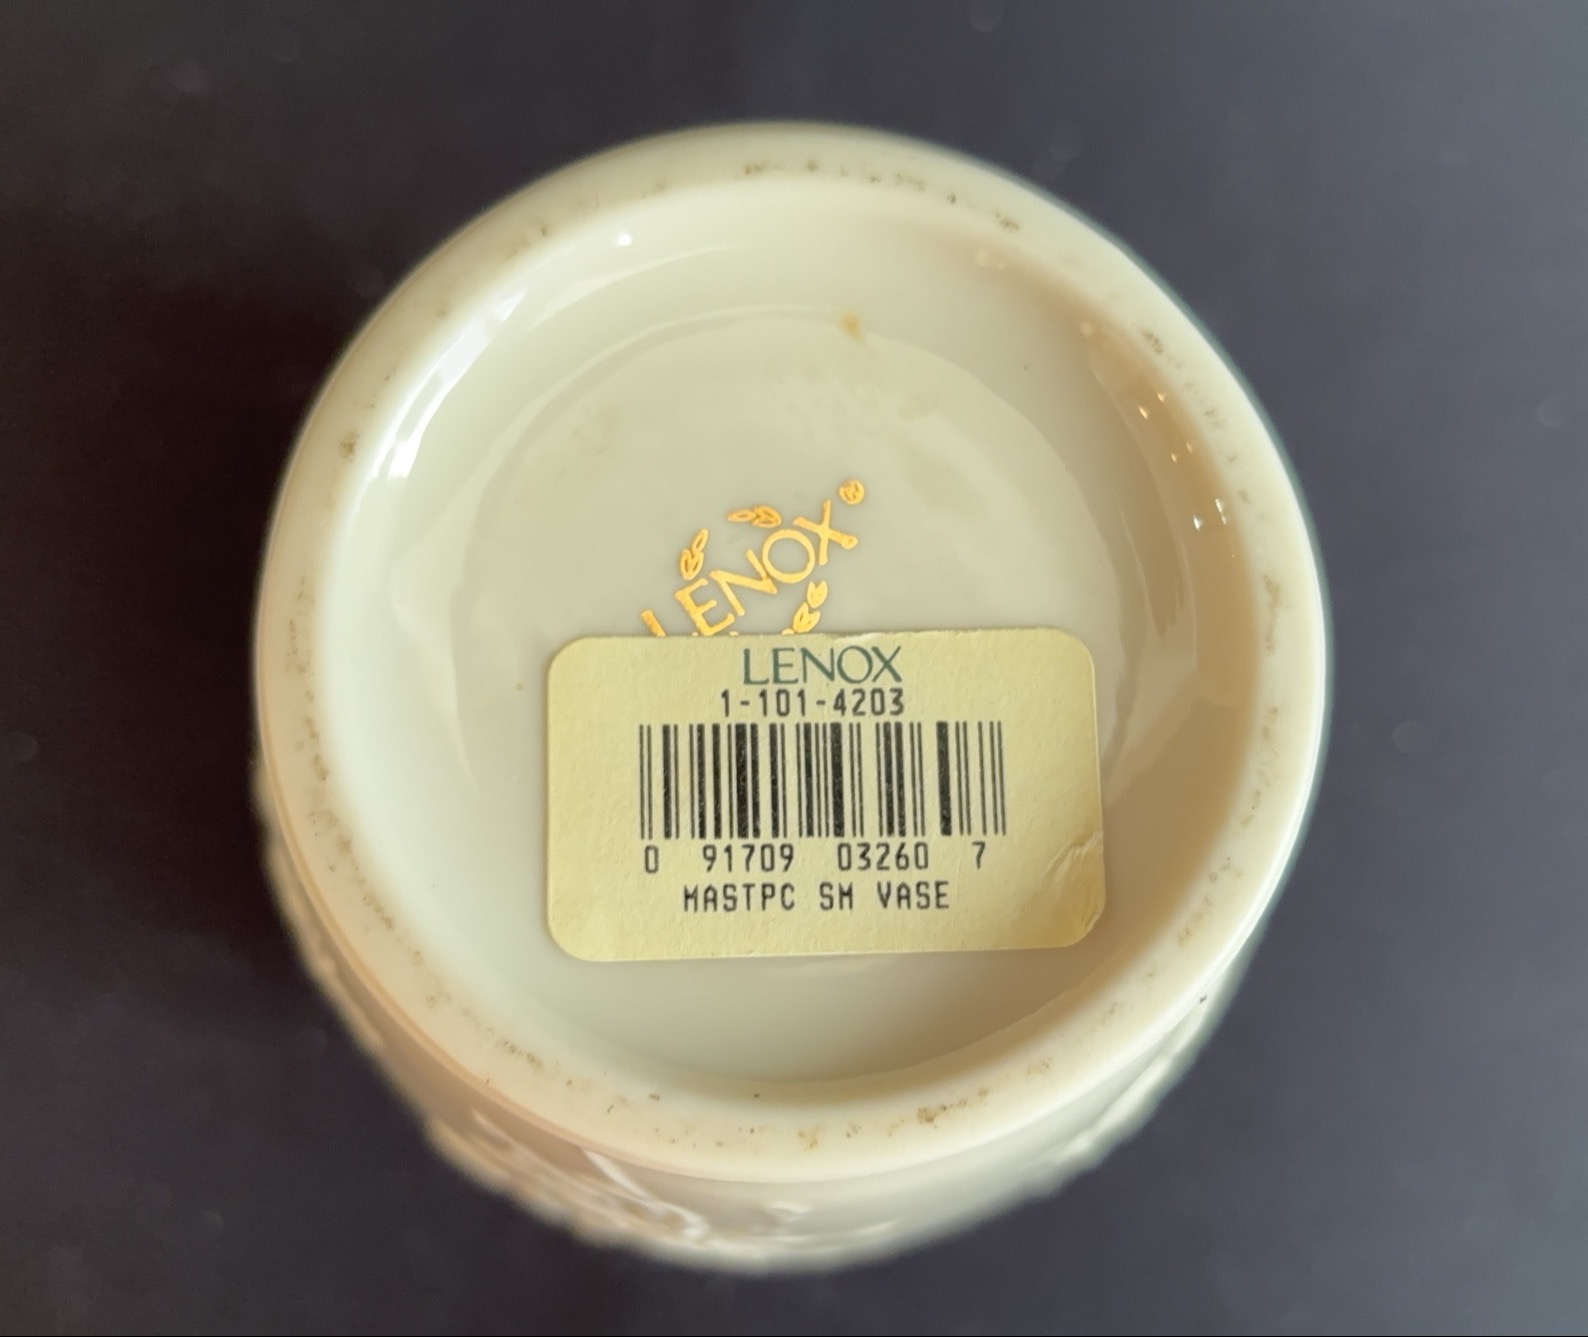 LENOX®
LENOX
1-101-4203
0 91709 03260 7
MASTPC SM VASE